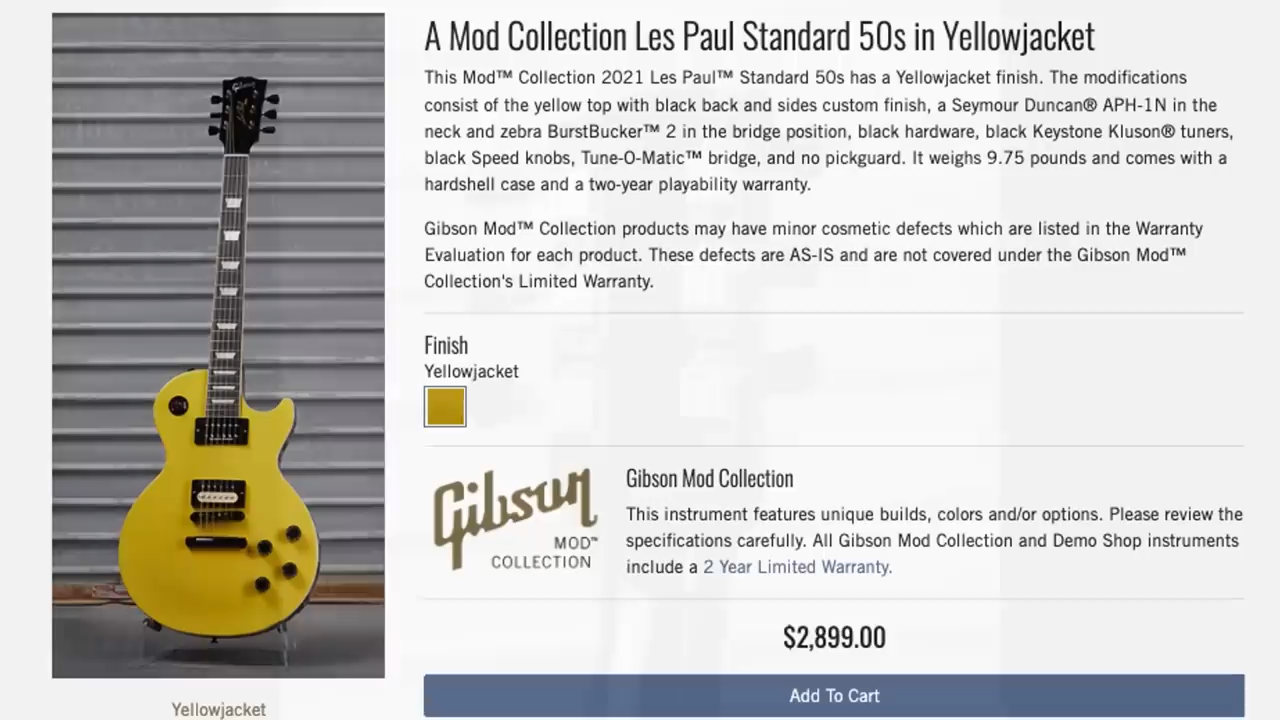 A Mod Collection Les Paul Standard 50s in Yellowjacket
This Mod™ Collection 2021 Les Paul™ Standard 50s has a Yellowjacket finish. The modifications
consist of the yellow top with black back and sides custom finish, a Seymour Duncan® APH-1N in the
neck and zebra BurstBucker™ 2 in the bridge position, black hardware, black Keystone Kluson® tuners,
black Speed knobs, Tune-O-Matic™ bridge, and no pickguard. It weighs 9.75 pounds and comes with a
hardshell case and a two-year playability warranty.
Gibson Mod™ Collection products may have minor cosmetic defects which are listed in the Warranty
Evaluation for each product. These defects are AS-IS and are not covered under the Gibson Mod™
Collection's Limited Warranty.
Finish
Yellowjacket
Gibson
MOD™
COLLECTION
Gibson Mod Collection
This instrument features unique builds, colors and/or options. Please review the
specifications carefully. All Gibson Mod Collection and Demo Shop instruments
include a 2 Year Limited Warranty.
$2,899.00
Add To Cart
Gibson
Yellowjacket